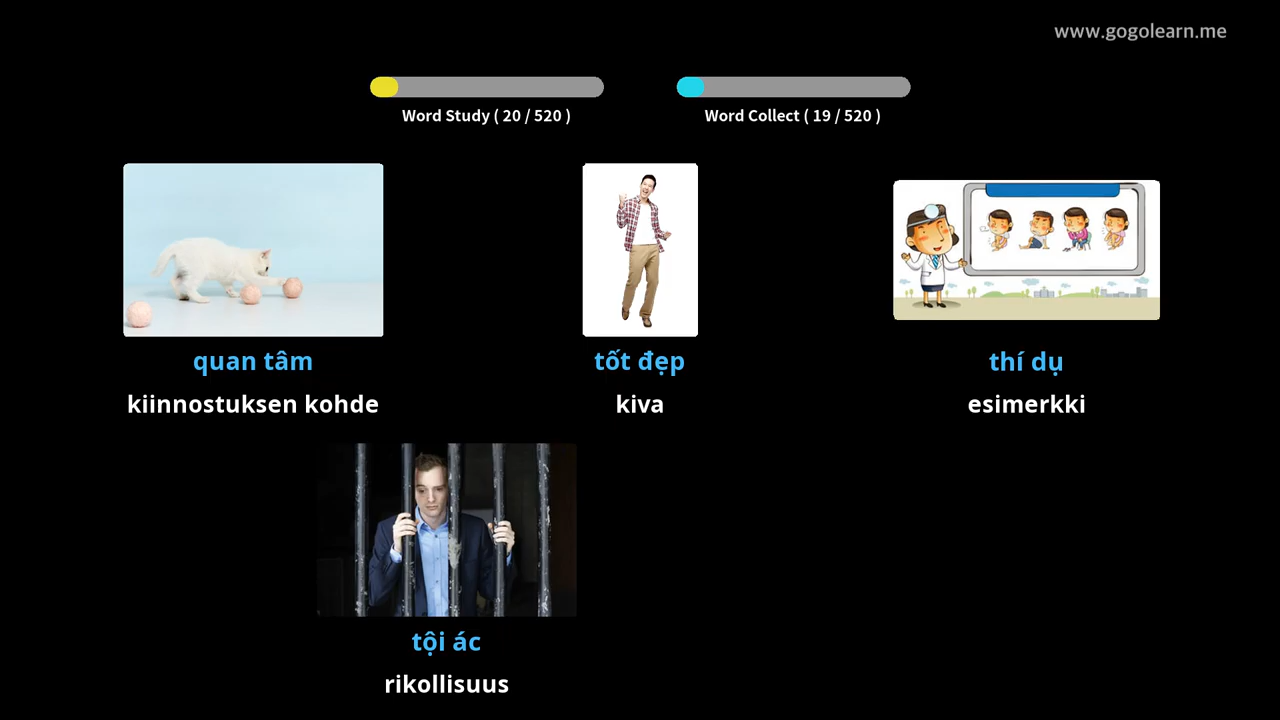 www.gogolearn.me
Word Study ( 20 / 520 )
Word Collect ( 19 / 520 )
quan tâm
kiinnostuksen kohde
tốt đẹp
kiva
thí dụ
esimerkki
tội ác
rikollisuus